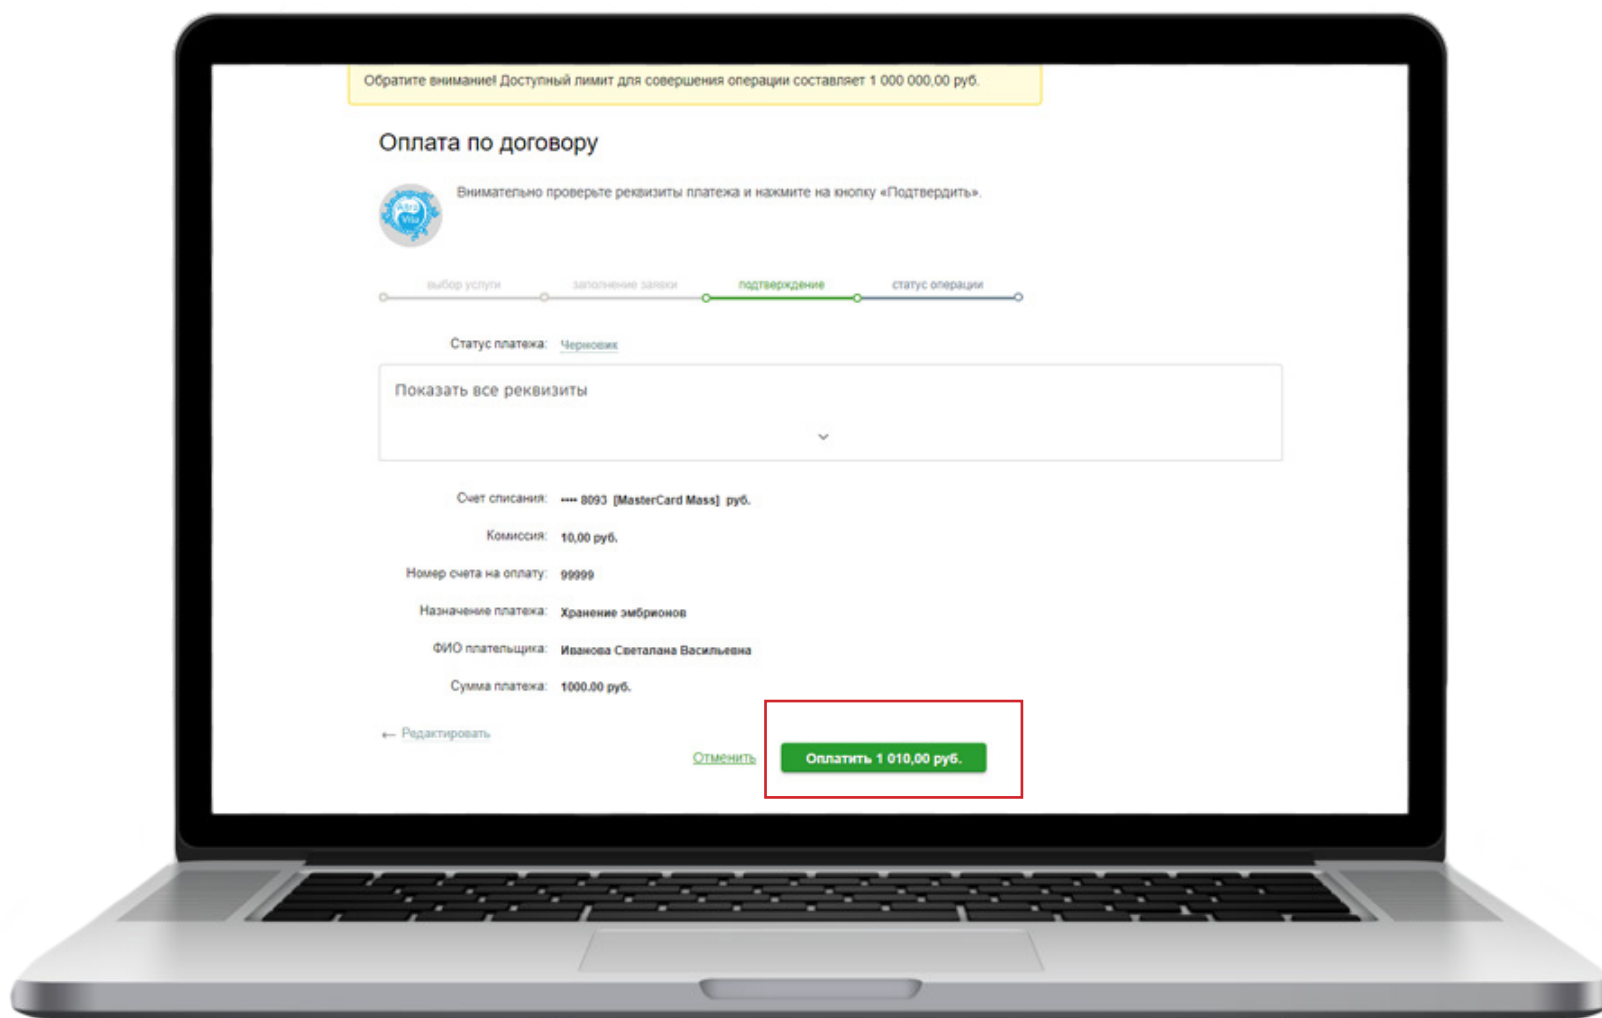 Обратите внимание! Доступный лимит для совершения операции составляет 1 000 000,00 руб.
Оплата по договору
Внимательно проверьте реквизиты платежа и нажмите на кнопку «Подтвердить».
Altra Vita
выбор услуги заполнение заявки подтверждение статус операции
Статус платежа: Черновик
Показать все реквизиты
Счет списания: •••• 8093 [MasterCard Mass] руб.
Комиссия: 10,00 руб.
Номер счета на оплату: 99999
Назначение платежа: Хранение эмбрионов
ФИО плательщика: Иванова Светалана Васильевна
Сумма платежа: 1000.00 руб.
← Редактировать
Отменить Оплатить 1 010,00 руб.